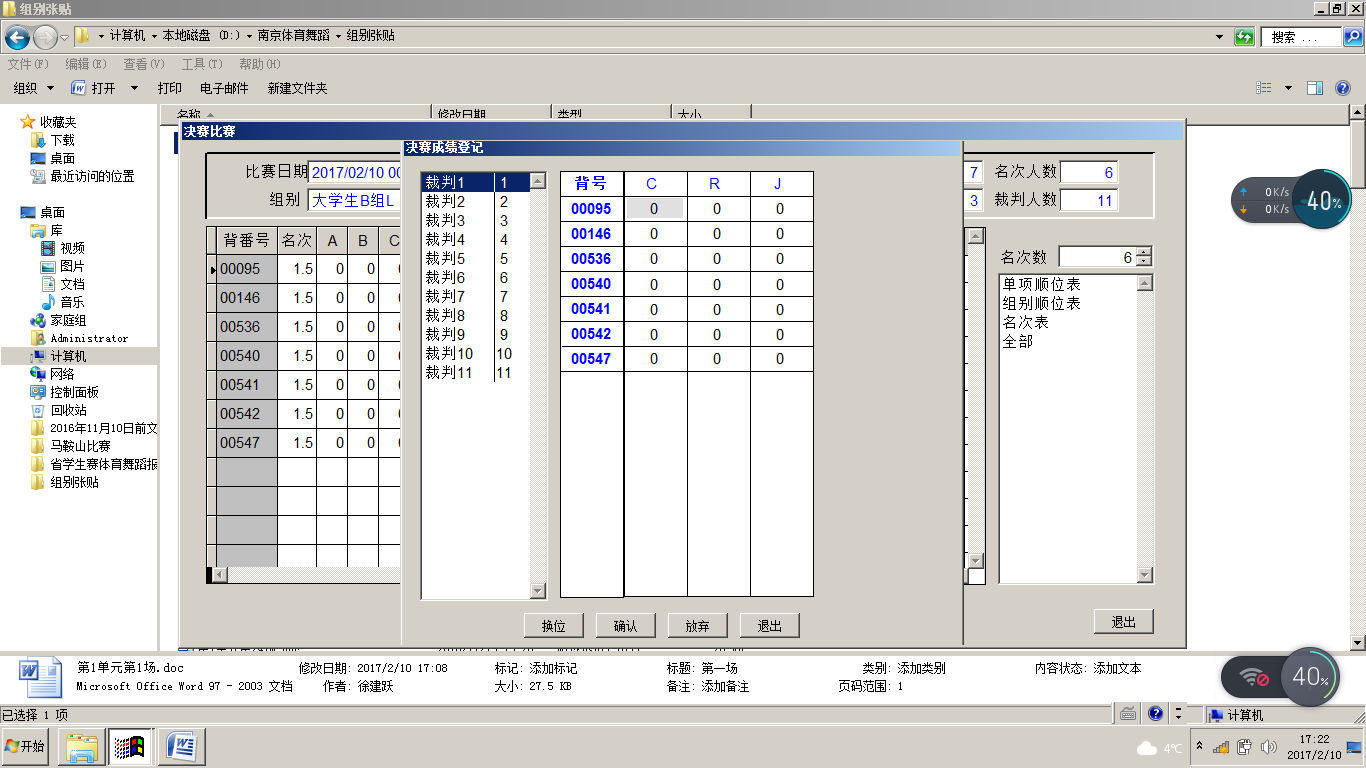 组别张贴
计算机 本地磁盘 (D:) 南京体育舞蹈 组别张贴
搜索 ...
文件(F) 编辑(E) 查看(V) 工具(T) 帮助(H)
组织 打开 打印 电子邮件 新建文件夹
名称 修改日期 类型 大小
收藏夹
下载
桌面
最近访问的位置
桌面
库
视频
图片
文档
音乐
家庭组
Administrator
计算机
网络
控制面板
回收站
2016年11月10日前文
马鞍山比赛
省学生赛体育舞蹈报
组别张贴
决赛比赛
比赛日期 2017/02/10 00
组别 大学生B组L
7 名次人数 6
3 裁判人数 11
背番号 名次 A B C
00095 1.5 0 0
00146 1.5 0 0
00536 1.5 0 0
00540 1.5 0 0
00541 1.5 0 0
00542 1.5 0 0
00547 1.5 0 0
决赛成绩登记
裁判1 1
裁判2 2
裁判3 3
裁判4 4
裁判5 5
裁判6 6
裁判7 7
裁判8 8
裁判9 9
裁判10 10
裁判11 11
背号 C R J
00095 0 0 0
00146 0 0 0
00536 0 0 0
00540 0 0 0
00541 0 0 0
00542 0 0 0
00547 0 0 0
换位 确认 放弃 退出
名次数 6
单项顺位表
组别顺位表
名次表
全部
退出
0K/s
0K/s
40%
第1单元第1场.doc 修改日期: 2017/2/10 17:08 标记: 添加标记 标题: 第一场 类别: 添加类别 内容状态: 添加文本
Microsoft Office Word 97 - 2003 文档 作者: 徐建跃 大小: 27.5 KB 备注: 添加备注 页码范围: 1
40%
已选择 1 项
计算机
开始
4℃
17:22
2017/2/10